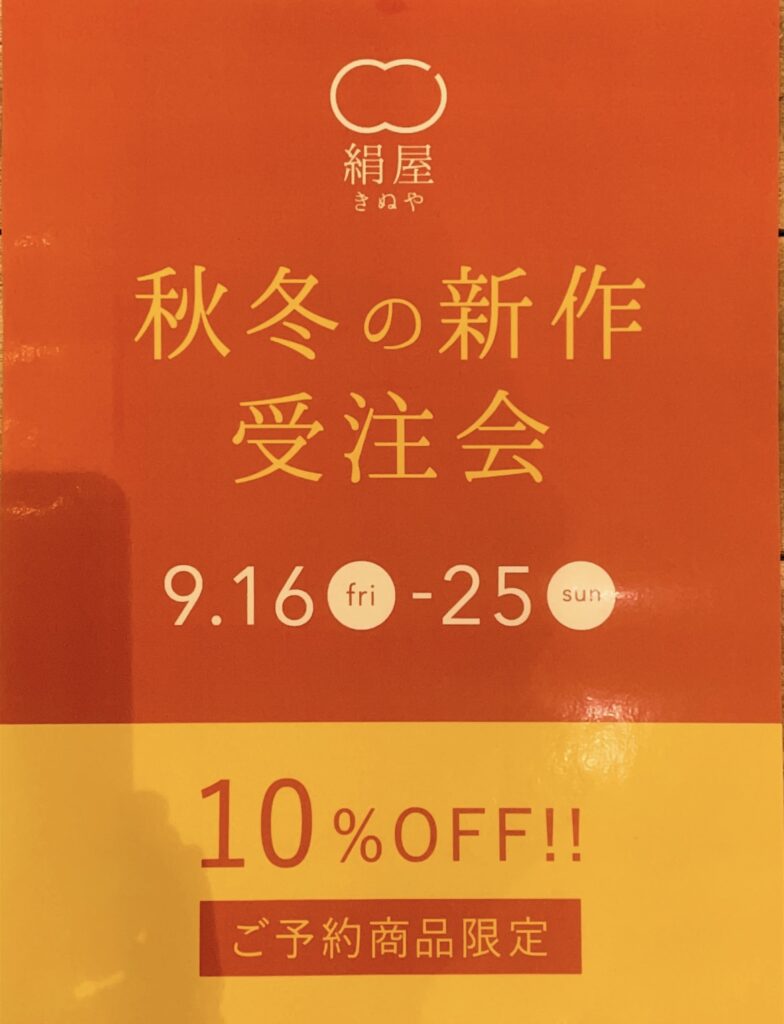 絹屋
きぬや
秋冬の新作
受注会
9.16 fri -25 sun
10%OFF!!
ご予約商品限定